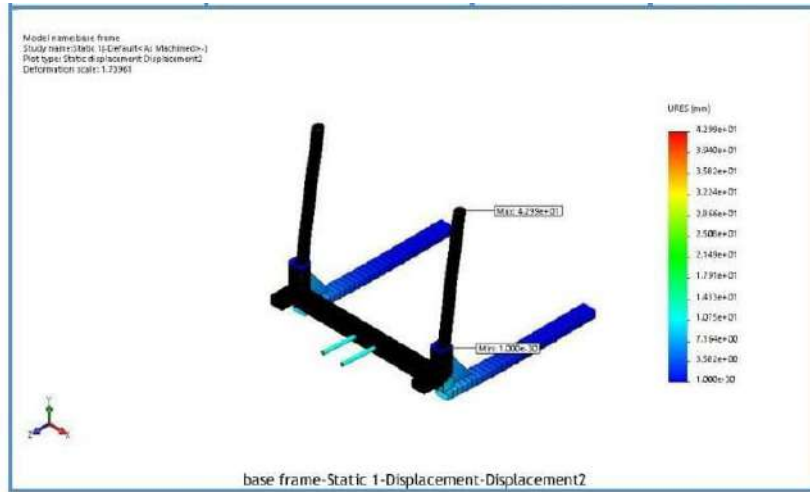 Model name:base frame
Study name:Static 1(-Default<As Machined>-)
Plot type: Static displacement Displacement2
Deformation scale: 1.73961
URES (mm)
4.299e+01
3.940e+01
3.582e+01
3.224e+01
2.866e+01
2.508e+01
2.149e+01
1.791e+01
1.433e+01
1.075e+01
7.164e+00
3.582e+00
1.000e-30
Max: 4.299e+01
Min: 1.000e-30
Y
Z
X
base frame-Static 1-Displacement-Displacement2